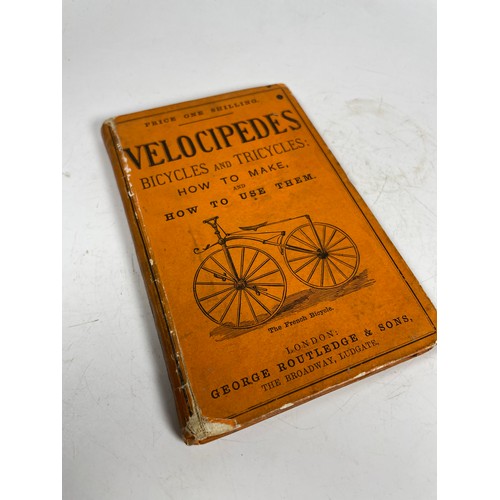 PRICE ONE SHILLING.
VELOCIPEDES
BICYCLES AND TRICYCLES:
HOW TO MAKE,
AND
HOW TO USE THEM.
The French Bicycle.
LONDON:
GEORGE ROUTLEDGE & SONS,
THE BROADWAY, LUDGATE.